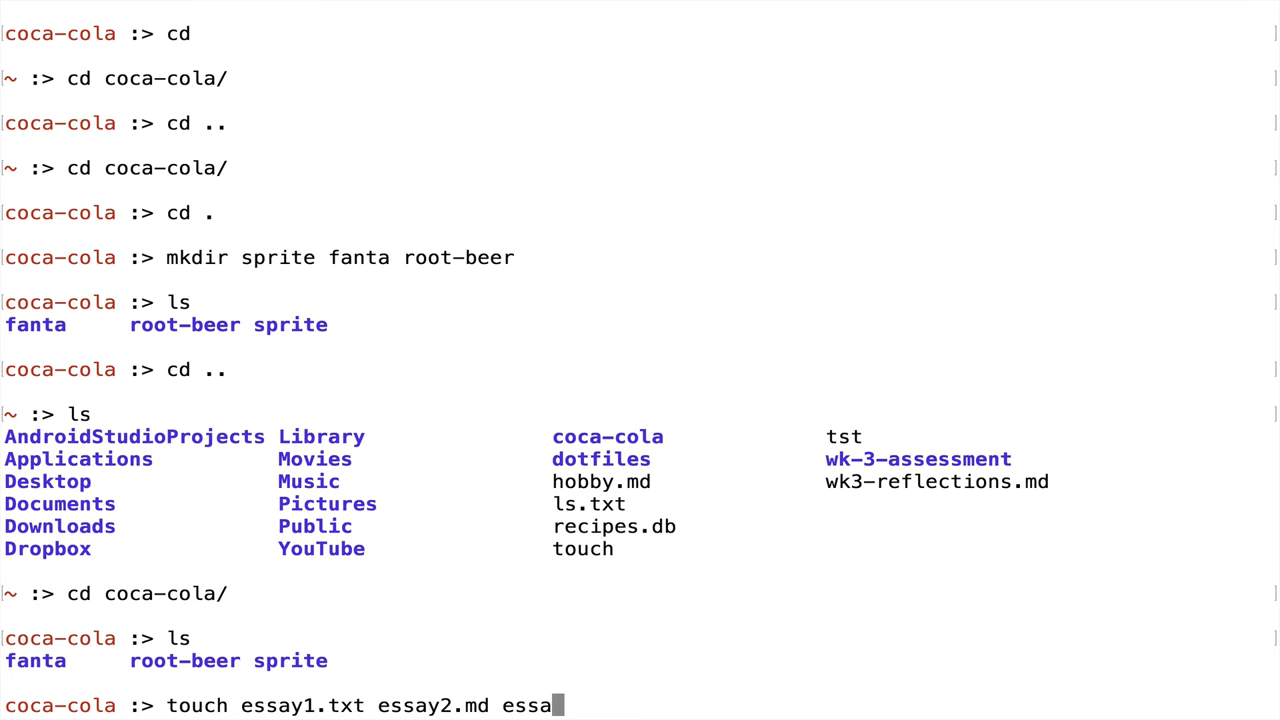 coca-cola :> cd
~ :> cd coca-cola/
coca-cola :> cd ..
~ :> cd coca-cola/
coca-cola :> cd .
coca-cola :> mkdir sprite fanta root-beer
coca-cola :> ls
fanta root-beer sprite
coca-cola :> cd ..
~ :> ls
AndroidStudioProjects Library coca-cola tst
Applications Movies dotfiles wk-3-assessment
Desktop Music hobby.md wk3-reflections.md
Documents Pictures ls.txt
Downloads Public recipes.db
Dropbox YouTube touch
~ :> cd coca-cola/
coca-cola :> ls
fanta root-beer sprite
coca-cola :> touch essay1.txt essay2.md essa